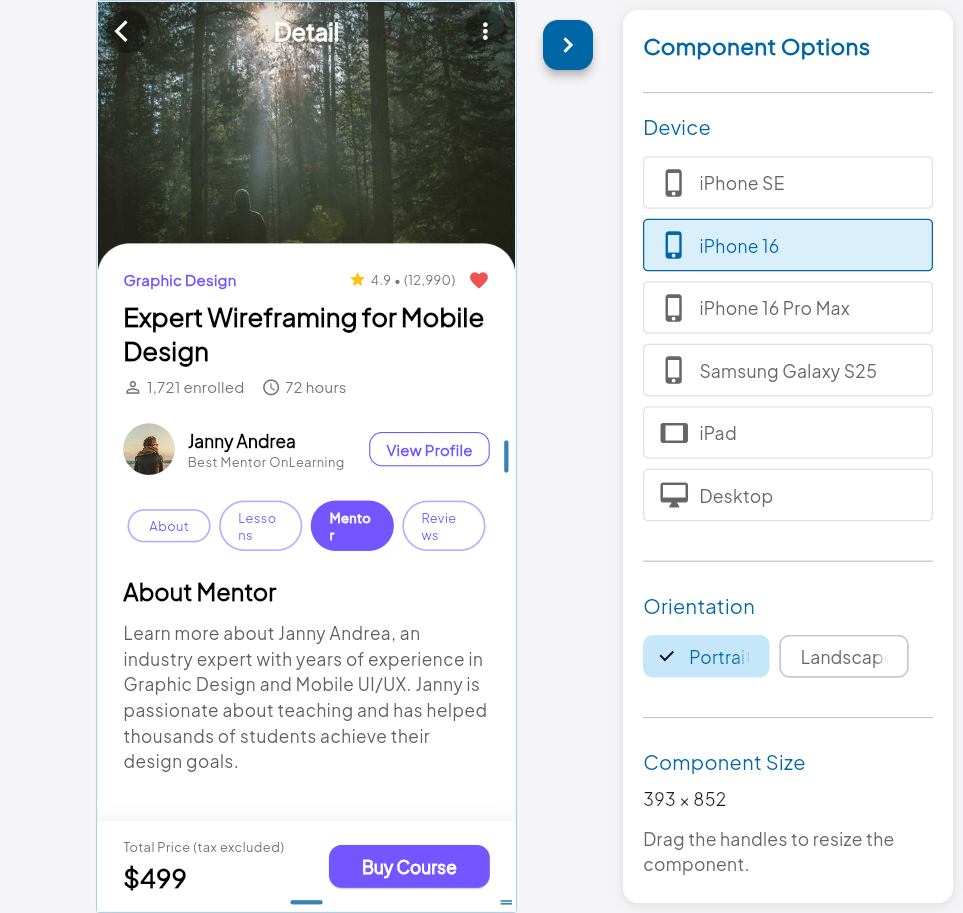 Detail
Graphic Design
4.9 • (12,990)
Expert Wireframing for Mobile
Design
1,721 enrolled
72 hours
Janny Andrea
Best Mentor OnLearning
View Profile
About
Lesso
ns
Mento
r
Revie
ws
About Mentor
Learn more about Janny Andrea, an
industry expert with years of experience in
Graphic Design and Mobile UI/UX. Janny is
passionate about teaching and has helped
thousands of students achieve their
design goals.
Total Price (tax excluded)
$499
Buy Course
Component Options
Device
iPhone SE
iPhone 16
iPhone 16 Pro Max
Samsung Galaxy S25
iPad
Desktop
Orientation
Portrait
Landscap
Component Size
393 × 852
Drag the handles to resize the
component.